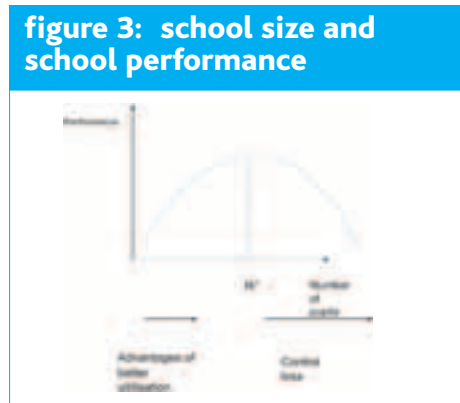 figure 3: school size and
school performance
Performance
N*
Number
of
pupils
Advantages of
better
utilisation
Control
loss